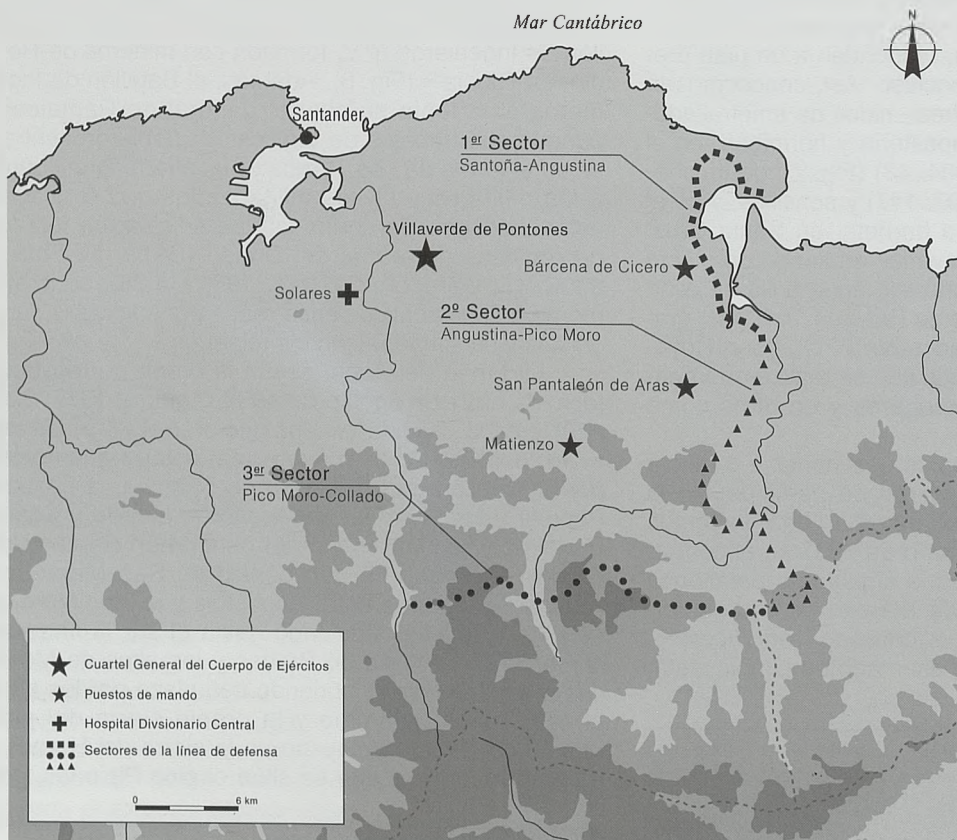 Mar Cantábrico
N
Santander
1er Sector
Santoña-Angustina
Villaverde de Pontones
Bárcena de Cicero
Solares
2º Sector
Angustina-Pico Moro
San Pantaleón de Aras
Matienzo
3er Sector
Pico Moro-Collado
Cuartel General del Cuerpo de Ejércitos
Puestos de mando
Hospital Divsionario Central
Sectores de la línea de defensa
0 6 km